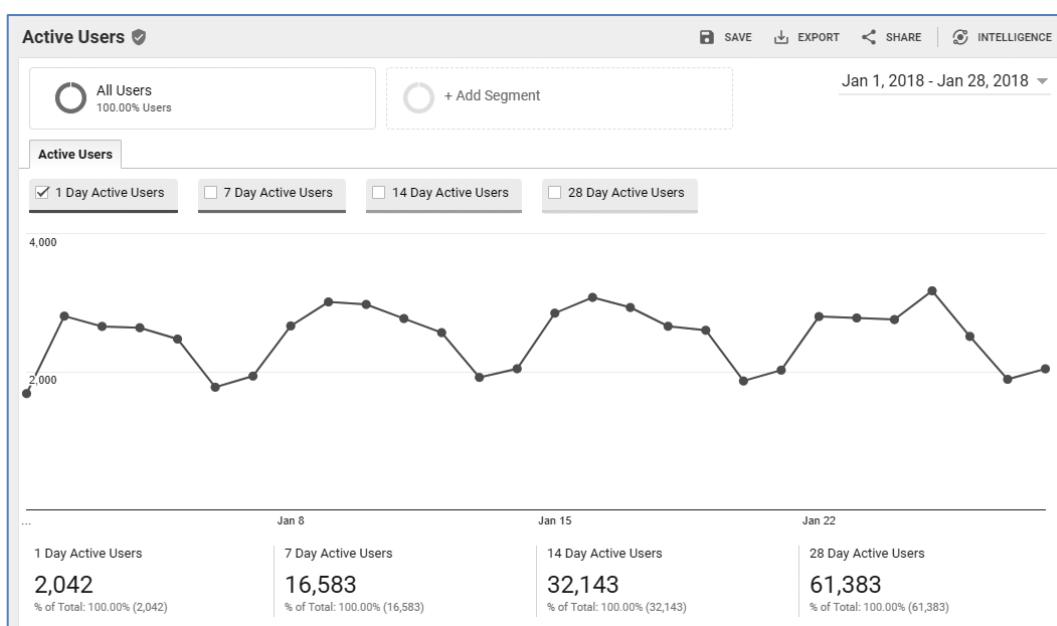 Active Users
SAVE EXPORT SHARE INTELLIGENCE
All Users
100.00% Users
+ Add Segment
Jan 1, 2018 - Jan 28, 2018
Active Users
1 Day Active Users 7 Day Active Users 14 Day Active Users 28 Day Active Users
4,000
2,000
... Jan 8 Jan 15 Jan 22
1 Day Active Users 7 Day Active Users 14 Day Active Users 28 Day Active Users
2,042 16,583 32,143 61,383
% of Total: 100.00% (2,042) % of Total: 100.00% (16,583) % of Total: 100.00% (32,143) % of Total: 100.00% (61,383)